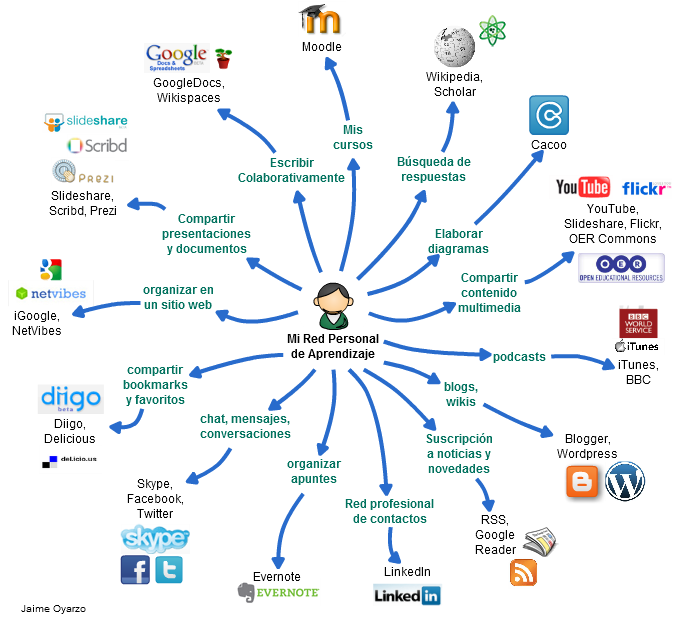 Moodle
Mis
cursos
Google
Docs &
Spreadsheets
GoogleDocs,
Wikispaces
Escribir
Colaborativamente
Wikipedia,
Scholar
Búsqueda de
respuestas
Cacoo
Elaborar
diagramas
slideshare
Scribd
PREZI
Slideshare,
Scribd, Prezi
Compartir
presentaciones
y documentos
YouTube
flickr
YouTube,
Slideshare, Flickr,
OER Commons
OER
OPEN EDUCATIONAL RESOURCES
Compartir
contenido
multimedia
netvibes
iGoogle,
NetVibes
organizar en
un sitio web
Mi Red Personal
de Aprendizaje
BBC
WORLD
SERVICE
iTunes
iTunes,
BBC
podcasts
compartir
bookmarks
y favoritos
diigo
beta
Diigo,
Delicious
del.icio.us
blogs,
wikis
Blogger,
Wordpress
chat, mensajes,
conversaciones
Skype,
Facebook,
Twitter
skype
Suscripción
a noticias y
novedades
RSS,
Google
Reader
organizar
apuntes
Evernote
EVERNOTE
Red profesional
de contactos
LinkedIn
Linked in
Jaime Oyarzo